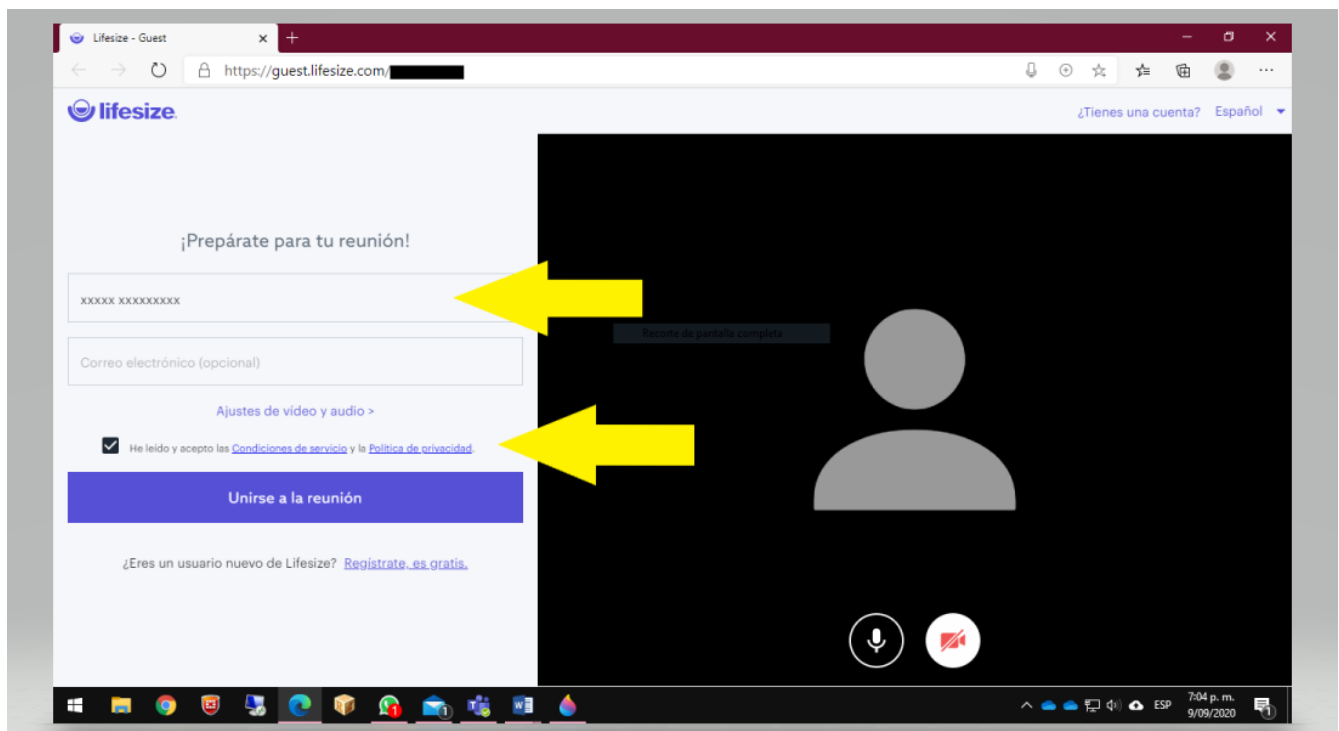 Lifesize - Guest
https://guest.lifesize.com/
lifesize
¿Tienes una cuenta? Español
¡Prepárate para tu reunión!
xxxxx xxxxxxxxx
Recorte de pantalla completa
Correo electrónico (opcional)
Ajustes de vídeo y audio >
He leído y acepto las Condiciones de servicio y la Política de privacidad.
Unirse a la reunión
¿Eres un usuario nuevo de Lifesize? Regístrate, es gratis.
ESP
7:04 p. m.
9/09/2020